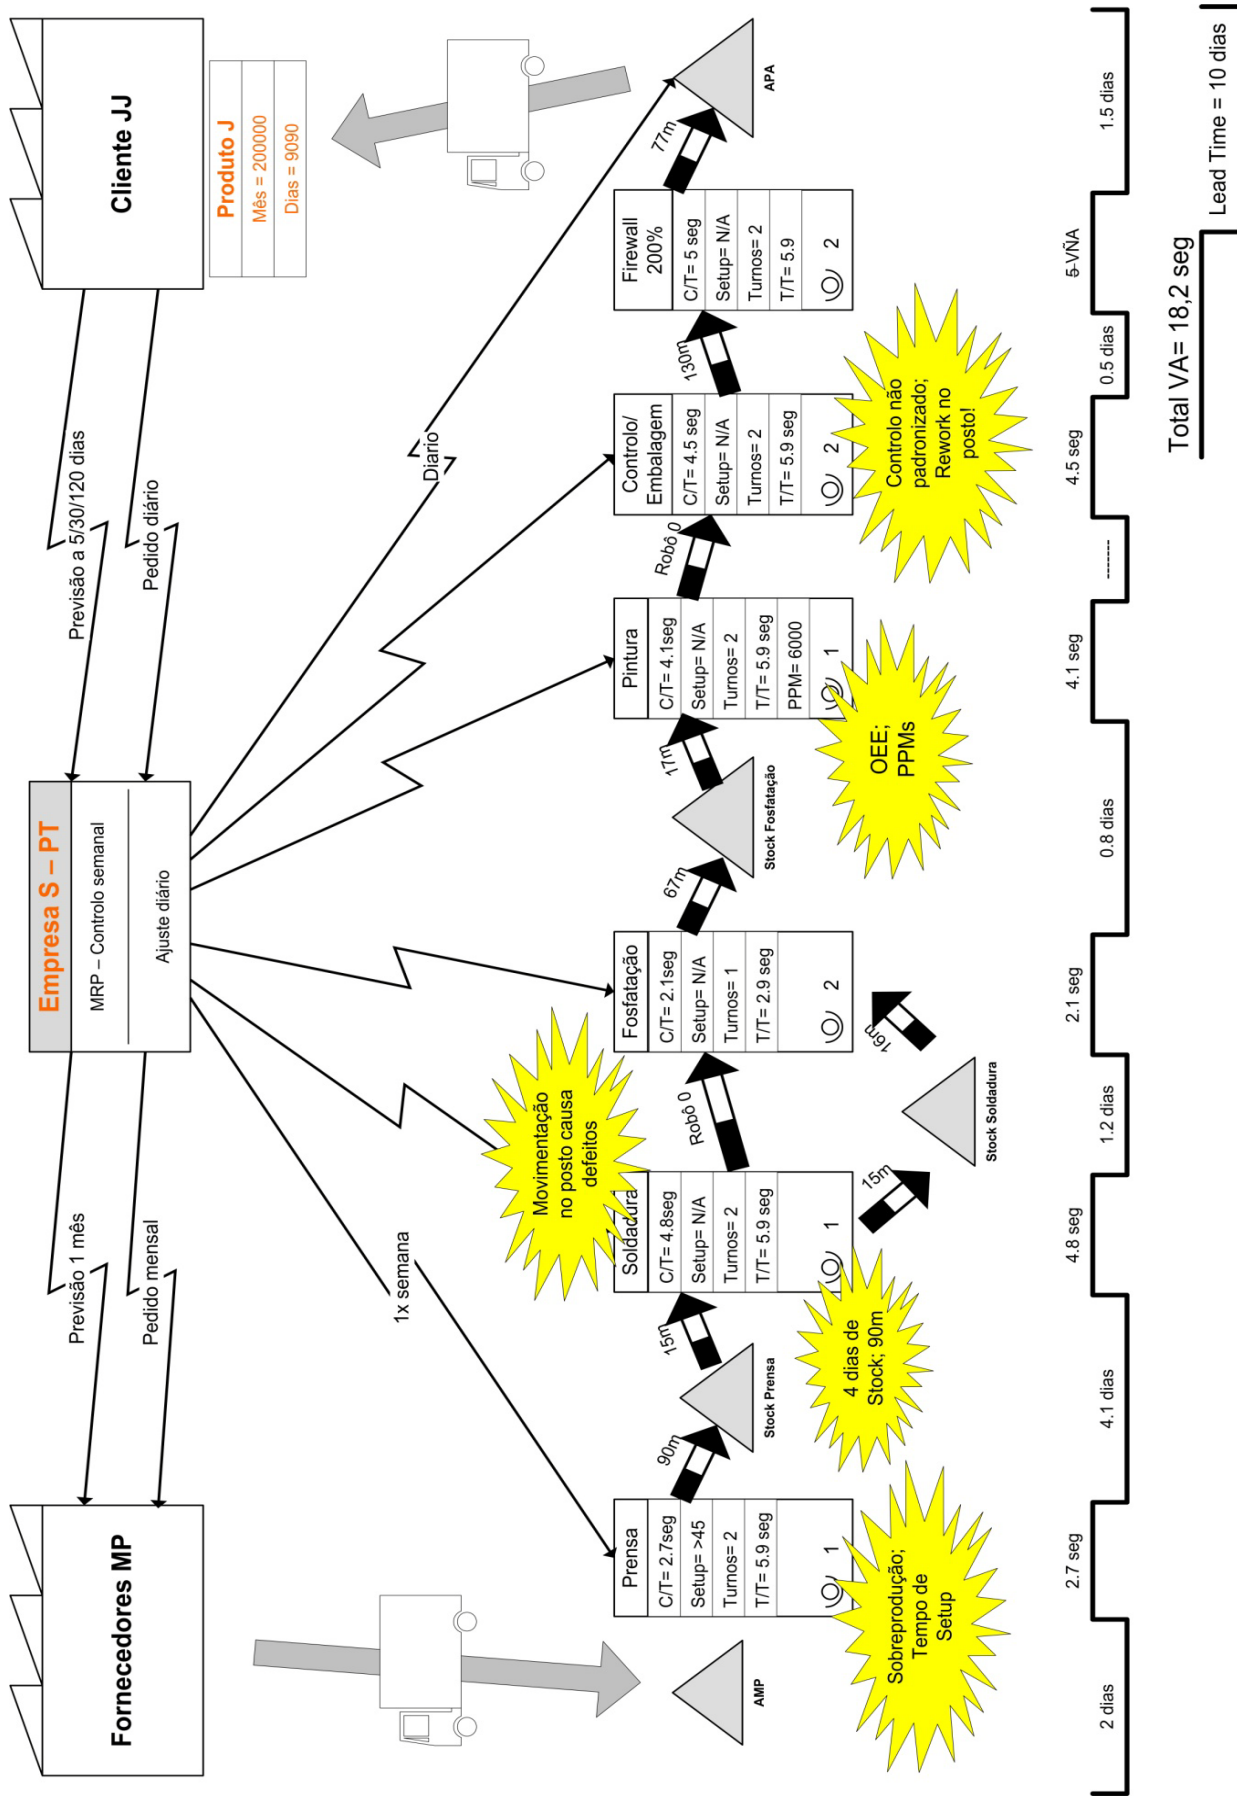 Fornecedores MP
Previsão 1 mês
Pedido mensal
Empresa S – PT
MRP – Controlo semanal
Ajuste diário
Previsão a 5/30/120 dias
Pedido diário
Cliente JJ
Produto J
Mês = 200000
Dias = 9090
1x semana
Diario
AMP
Prensa
C/T= 2.7seg
Setup= >45
Turnos= 2
T/T= 5.9 seg
1
Sobreprodução;
Tempo de
Setup
90m
Stock Prensa
15m
4 dias de
Stock; 90m
Movimentação
no posto causa
defeitos
Soldadura
C/T= 4.8seg
Setup= N/A
Turnos= 2
T/T= 5.9 seg
1
Robô 0
15m
Stock Soldadura
16m
Fosfatação
C/T= 2.1seg
Setup= N/A
Turnos= 1
T/T= 2.9 seg
2
67m
Stock Fosfatação
17m
Pintura
C/T= 4.1seg
Setup= N/A
Turnos= 2
T/T= 5.9 seg
PPM= 6000
1
OEE;
PPMs
Robô 0
Controlo/
Embalagem
C/T= 4.5 seg
Setup= N/A
Turnos= 2
T/T= 5.9 seg
2
Controlo não
padronizado;
Rework no
posto!
130m
Firewall
200%
C/T= 5 seg
Setup= N/A
Turnos= 2
T/T= 5.9
2
77m
APA
2 dias
2.7 seg
4.1 dias
4.8 seg
1.2 dias
2.1 seg
0.8 dias
4.1 seg
-------
4.5 seg
0.5 dias
5-VÑA
1.5 dias
Total VA= 18,2 seg
Lead Time = 10 dias